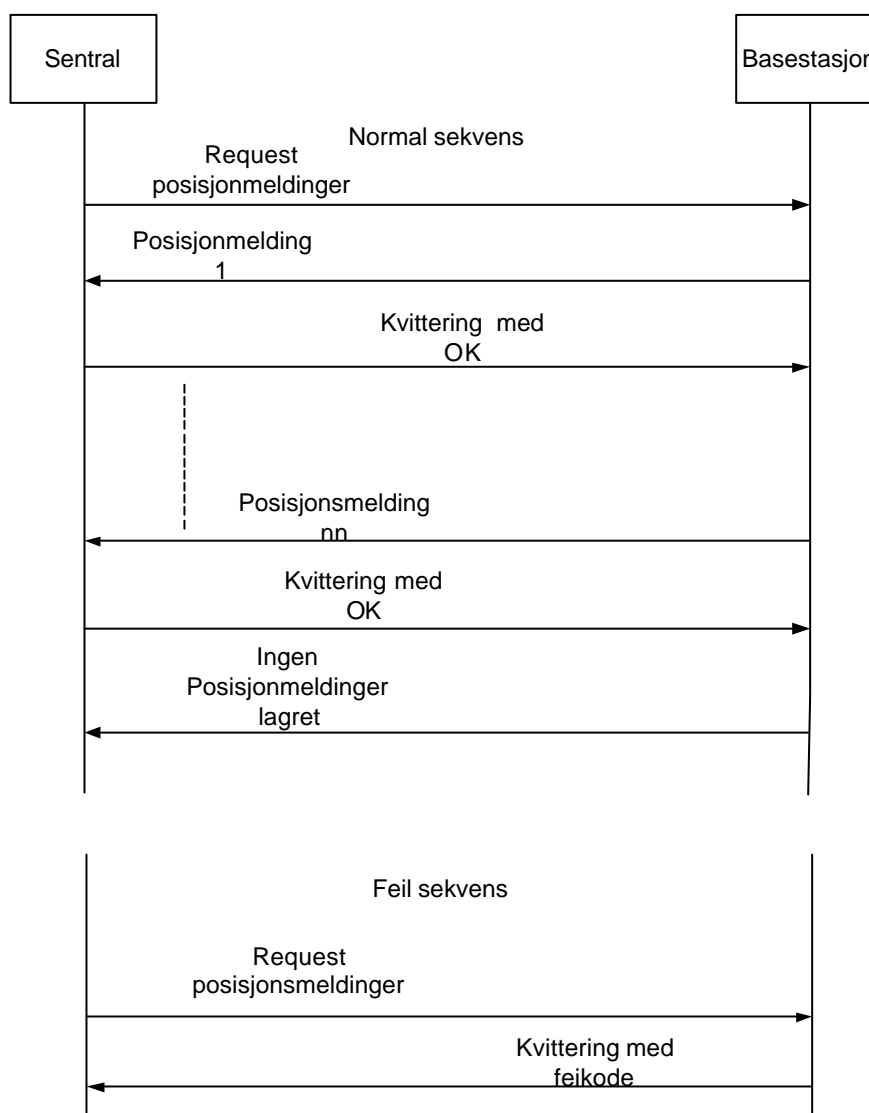 Sentral
Basestasjon
Normal sekvens
Request
posisjonmeldinger
Posisjonmelding
1
Kvittering med
OK
Posisjonsmelding
nn
Kvittering med
OK
Ingen
Posisjonmeldinger
lagret
Feil sekvens
Request
posisjonsmeldinger
Kvittering med
feikode